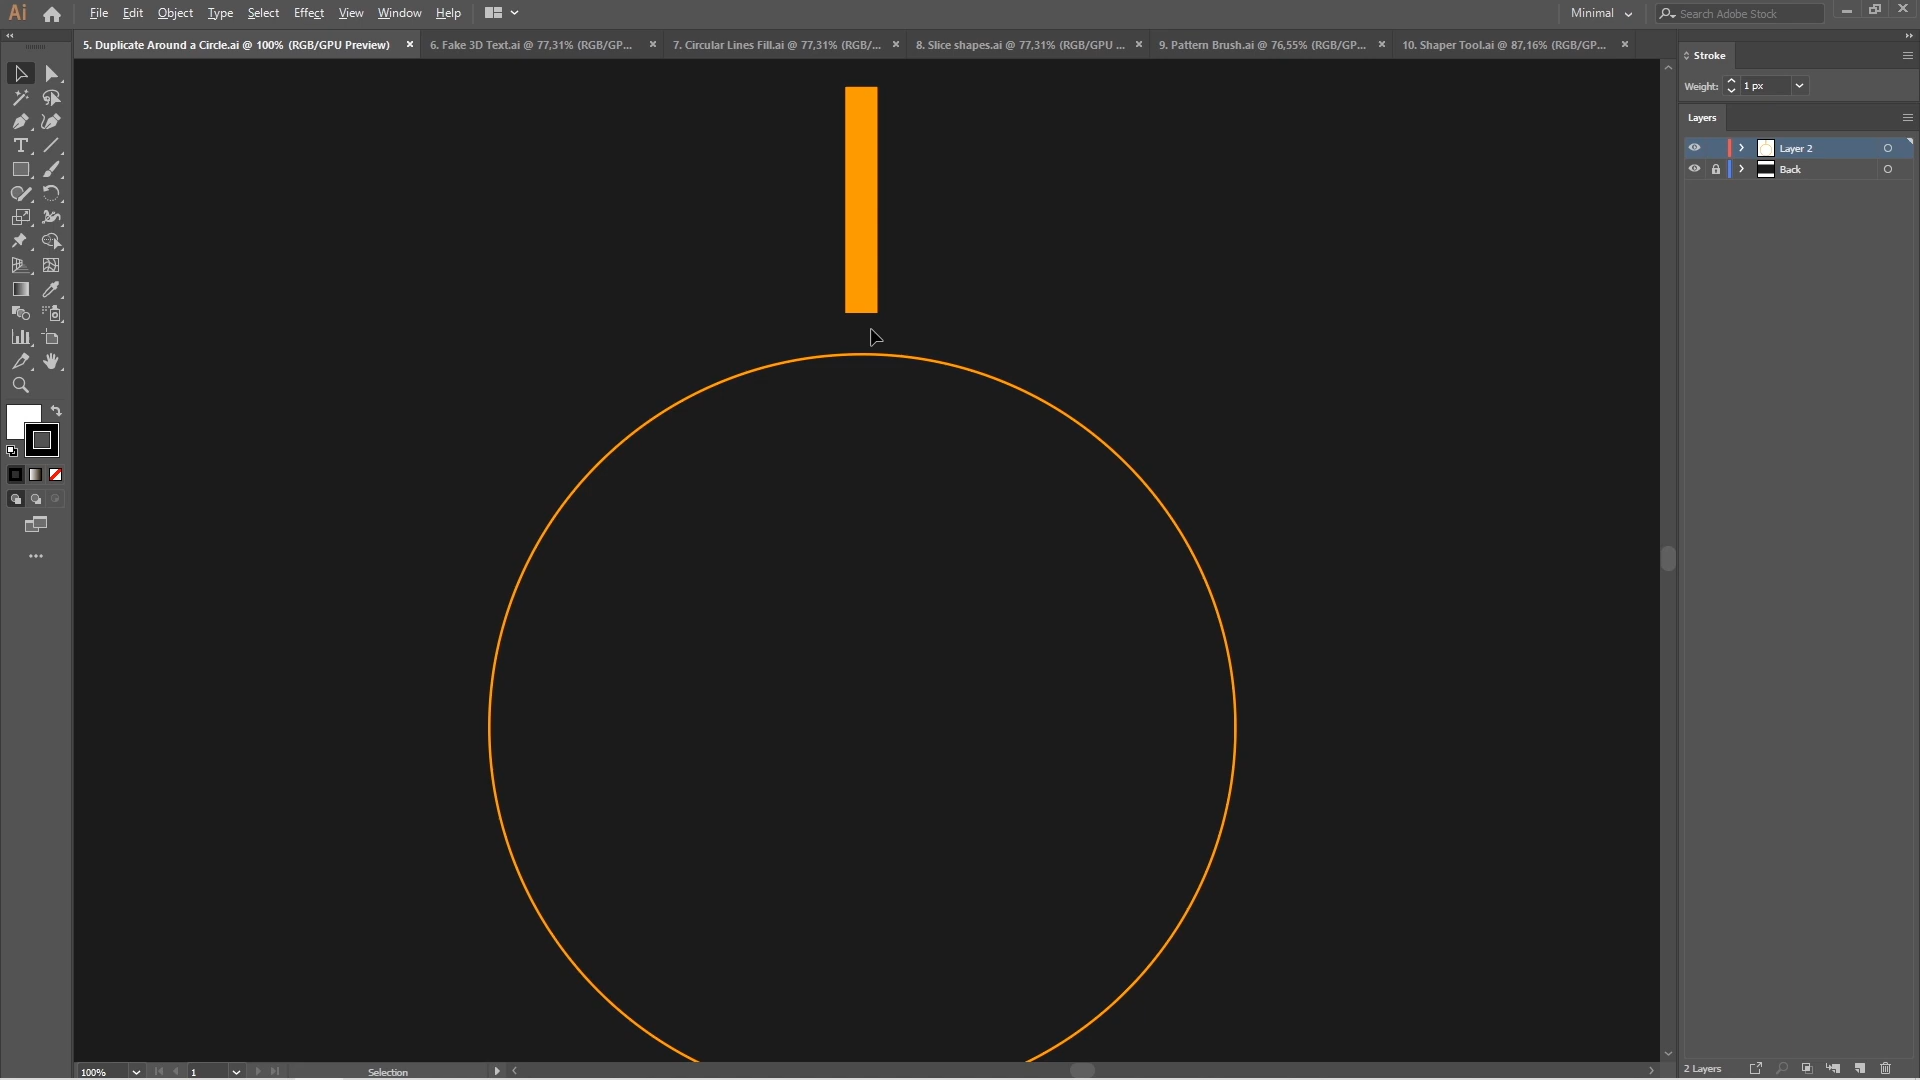 Ai File Edit Object Type Select Effect View Window Help Minimal Search Adobe Stock
5. Duplicate Around a Circle.ai @ 100% (RGB/GPU Preview) × 6. Fake 3D Text.ai @ 77,31% (RGB/GP... × 7. Circular Lines Fill.ai @ 77,31% (RGB/... × 8. Slice shapes.ai @ 77,31% (RGB/GPU ... × 9. Pattern Brush.ai @ 76,55% (RGB/GP... × 10. Shaper Tool.ai @ 87,16% (RGB/GP... ×
Stroke
Weight: 1 px
Layers
Layer 2
Back
100% 1 Selection
2 Layers